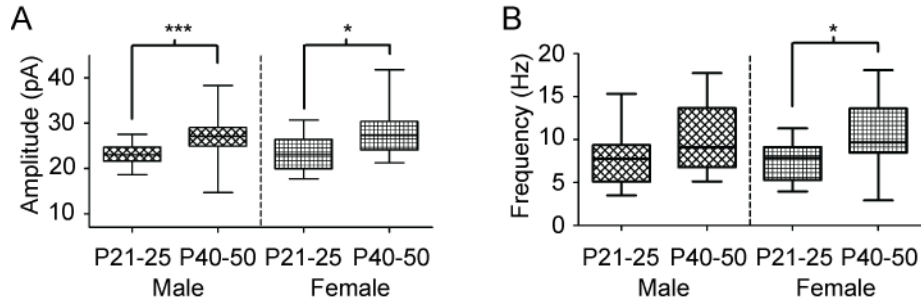 A
Amplitude (pA)
40
30
20
10
***
*
P21-25 P40-50 P21-25 P40-50
Male Female
B
Frequency (Hz)
20
15
10
5
0
*
P21-25 P40-50 P21-25 P40-50
Male Female